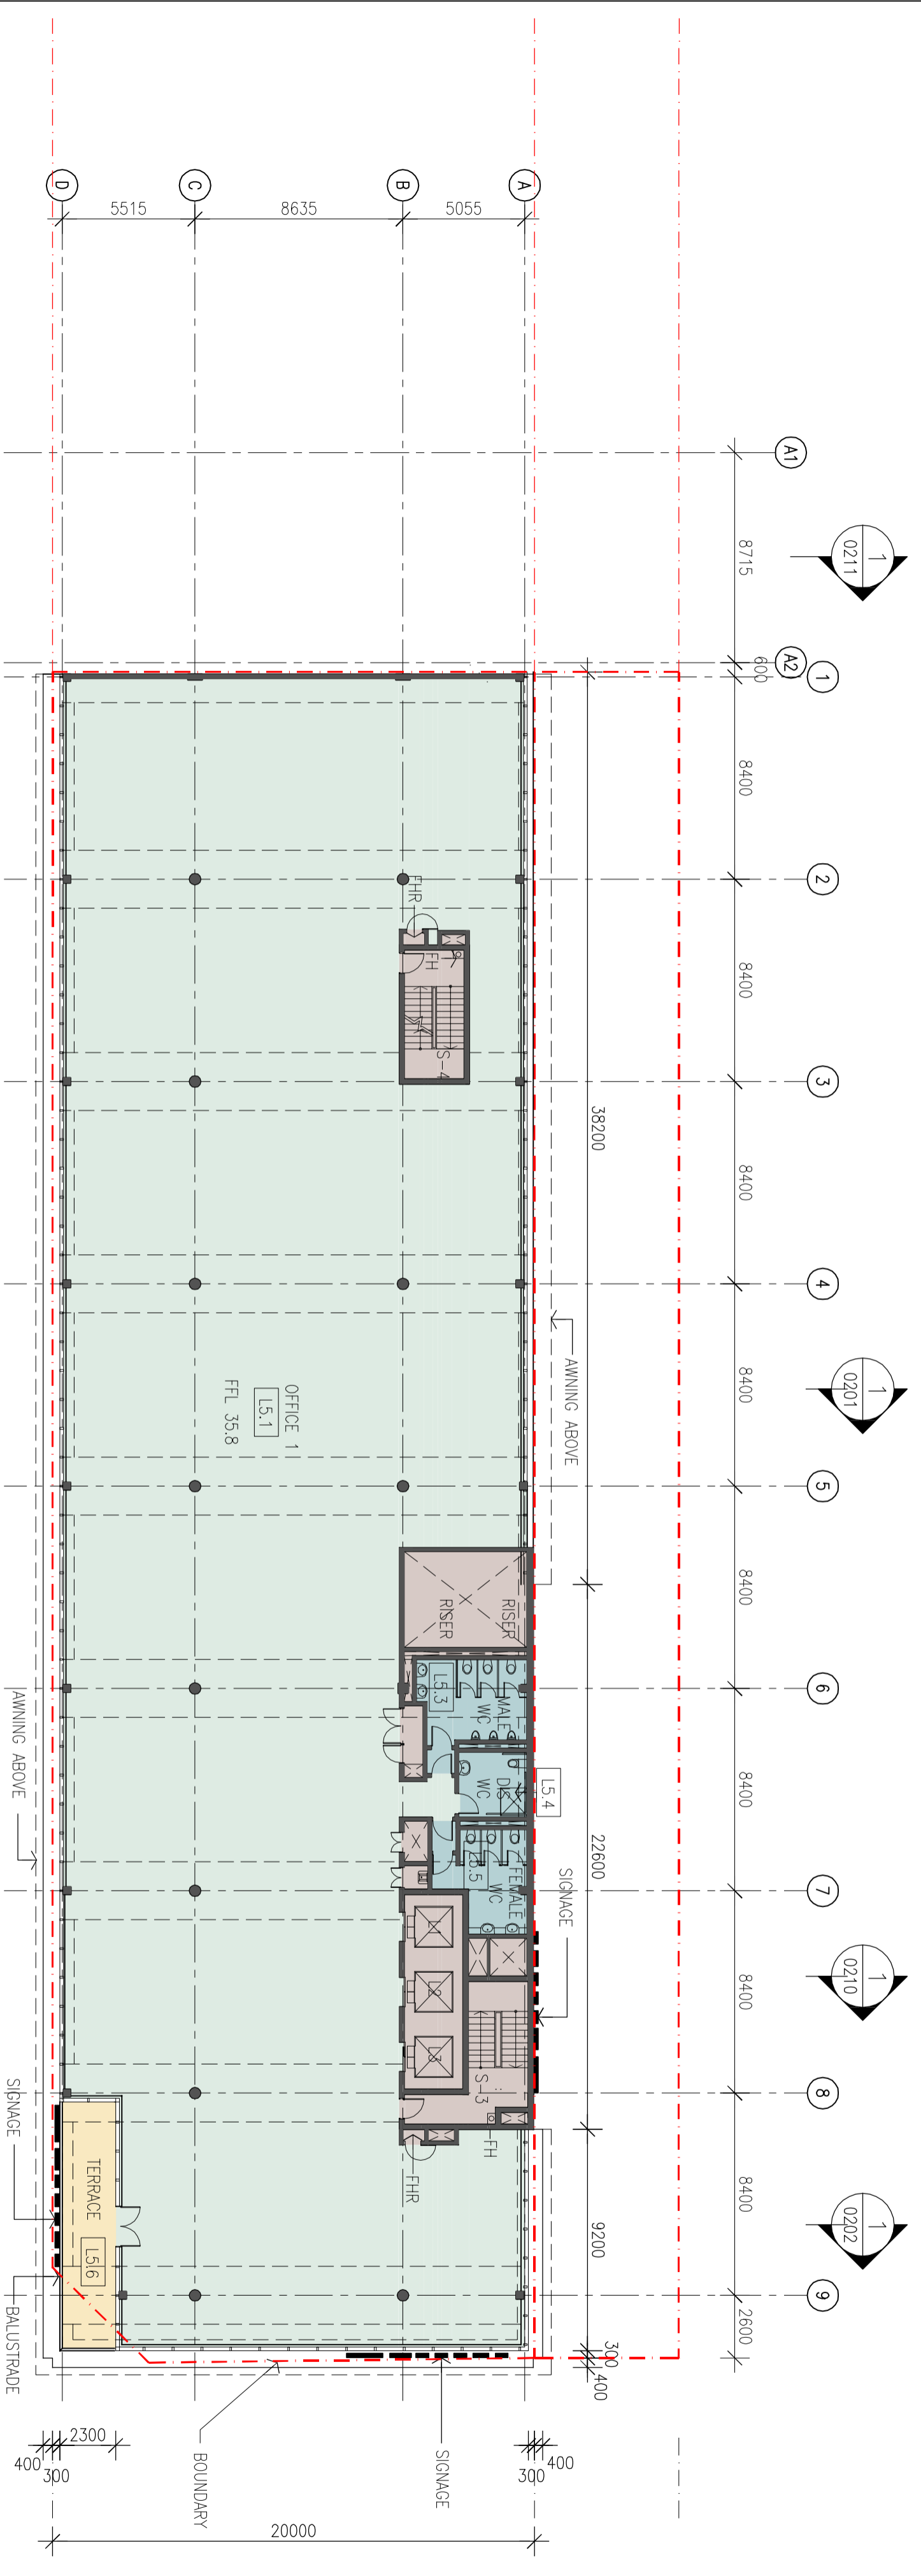 D
C
B
A
5515
8635
5055
A1
8715
1
0211
A2
600
1
8400
2
8400
3
8400
4
8400
5
8400
6
8400
7
8400
8
8400
9
2600
1
0201
1
0210
1
0202
38200
22600
9200
300
400
FHR
FH
S-4
AWNING ABOVE
OFFICE 1
L5.1
FFL 35.8
RISER
RISER
L5.3
MALE
WC
DIS
WC
L5.4
FEMALE
WC
L5.5
SIGNAGE
AWNING ABOVE
L1
L2
L3
S-3
FH
FHR
SIGNAGE
TERRACE
L5.6
BALUSTRADE
BOUNDARY
SIGNAGE
2300
400
300
400
300
20000